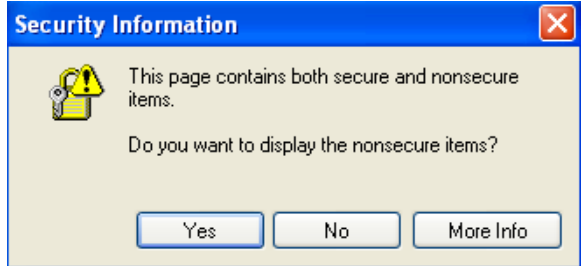 Security Information
This page contains both secure and nonsecure
items.
Do you want to display the nonsecure items?
Yes
No
More Info